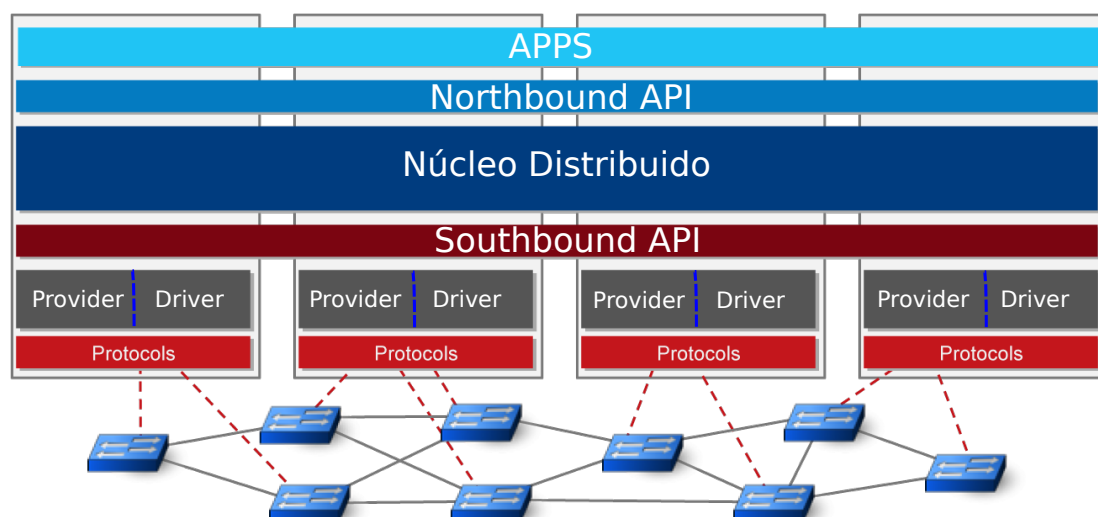 APPS
Northbound API
Núcleo Distribuido
Southbound API
Provider Driver
Provider Driver
Provider Driver
Provider Driver
Protocols
Protocols
Protocols
Protocols